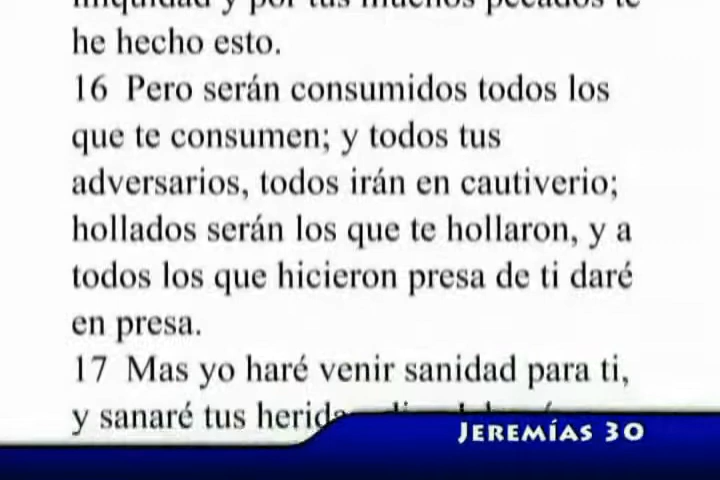 he hecho esto.
16 Pero serán consumidos todos los
que te consumen; y todos tus
adversarios, todos irán en cautiverio;
hollados serán los que te hollaron, y a
todos los que hicieron presa de ti daré
en presa.
17 Mas yo haré venir sanidad para ti,
y sanaré tus
JEREMÍAS 30